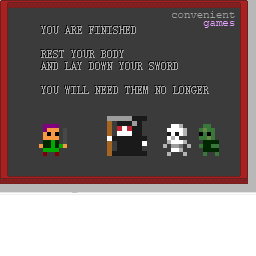 convenient
games
YOU ARE FINISHED
REST YOUR BODY
AND LAY DOWN YOUR SWORD
YOU WILL NEED THEM NO LONGER